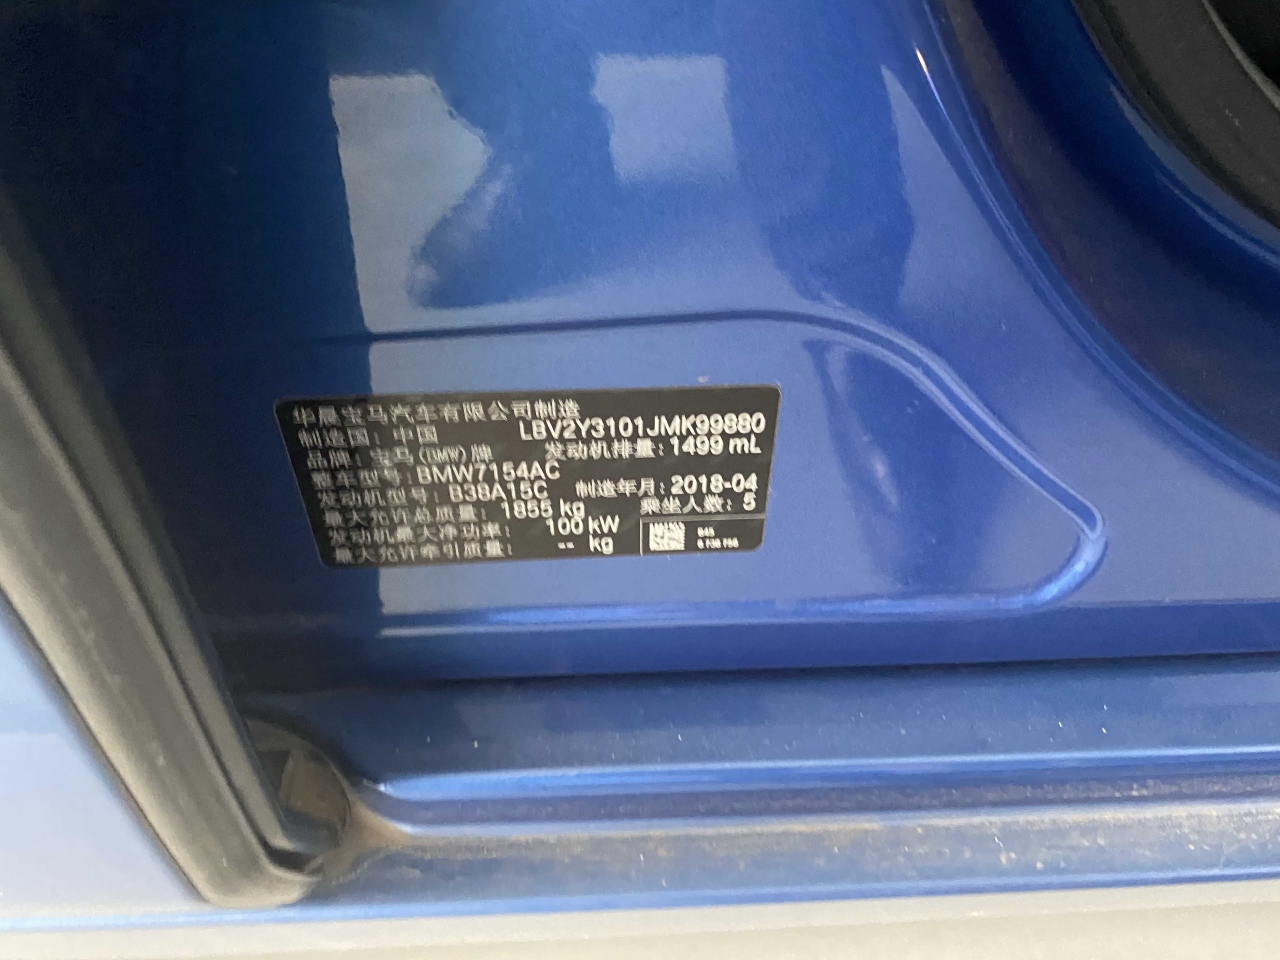 华晨宝马汽车有限公司制造
制造国：中国 LBV2Y3101JMK99880
品牌：宝马(BMW)牌 发动机排量：1499 mL
整车型号：BMW7154AC
发动机型号：B38A15C 制造年月：2018-04
最大允许总质量：1855 kg 乘坐人数：5
发动机最大净功率：100 kW
最大允许牵引质量：-- kg